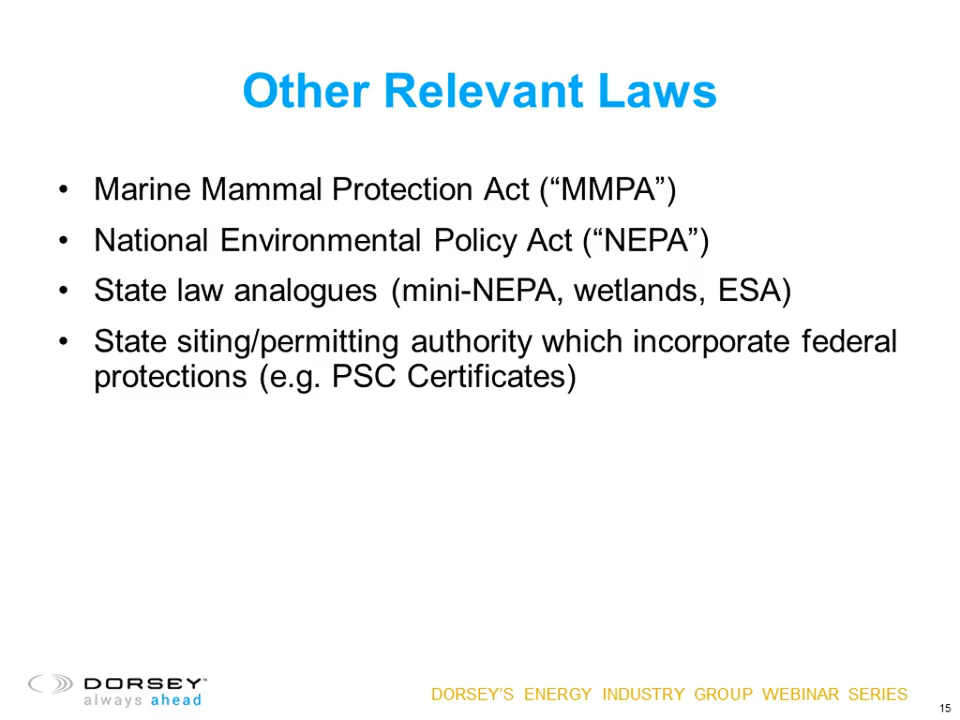 Other Relevant Laws
• Marine Mammal Protection Act (“MMPA”)
• National Environmental Policy Act (“NEPA”)
• State law analogues (mini-NEPA, wetlands, ESA)
• State siting/permitting authority which incorporate federal
protections (e.g. PSC Certificates)
DORSEY™
always ahead
DORSEY’S ENERGY INDUSTRY GROUP WEBINAR SERIES
15